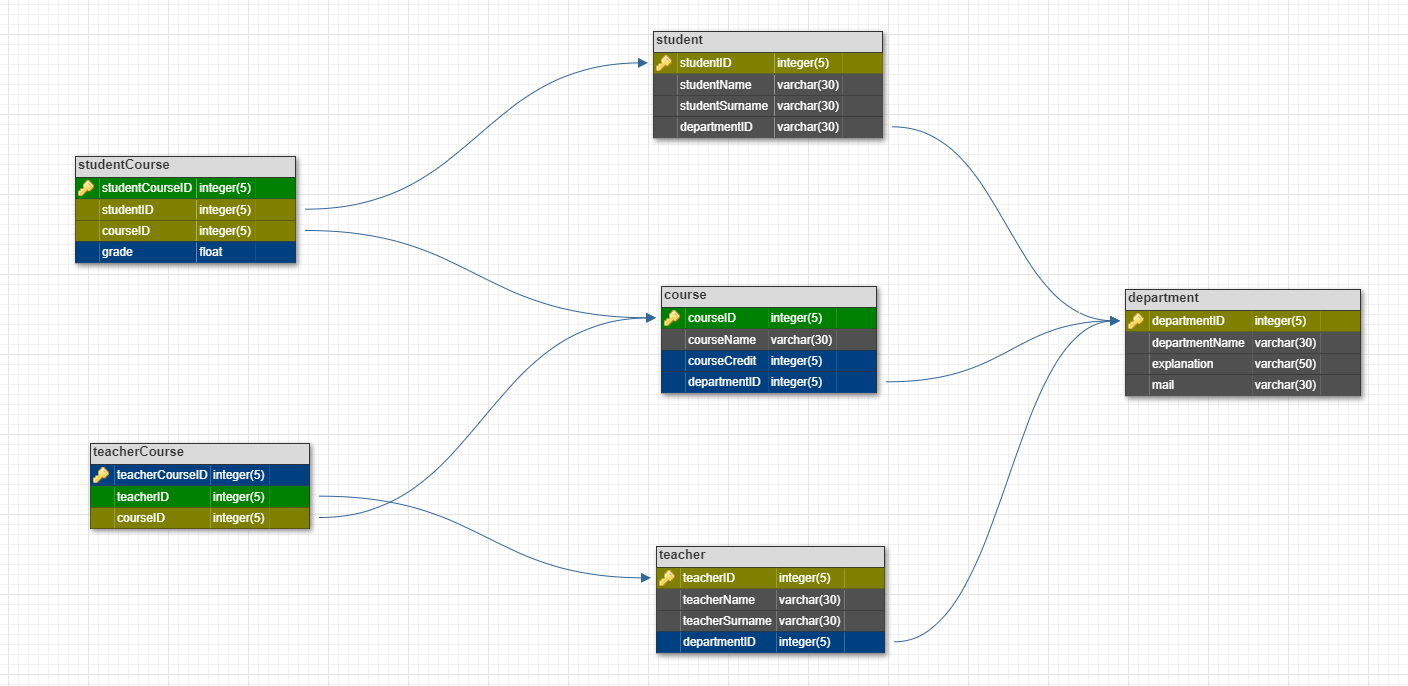 student
studentID integer(5)
studentName varchar(30)
studentSurname varchar(30)
departmentID varchar(30)
studentCourse
studentCourseID integer(5)
studentID integer(5)
courseID integer(5)
grade float
course
courseID integer(5)
courseName varchar(30)
courseCredit integer(5)
departmentID integer(5)
department
departmentID integer(5)
departmentName varchar(30)
explanation varchar(50)
mail varchar(30)
teacherCourse
teacherCourseID integer(5)
teacherID integer(5)
courseID integer(5)
teacher
teacherID integer(5)
teacherName varchar(30)
teacherSurname varchar(30)
departmentID integer(5)